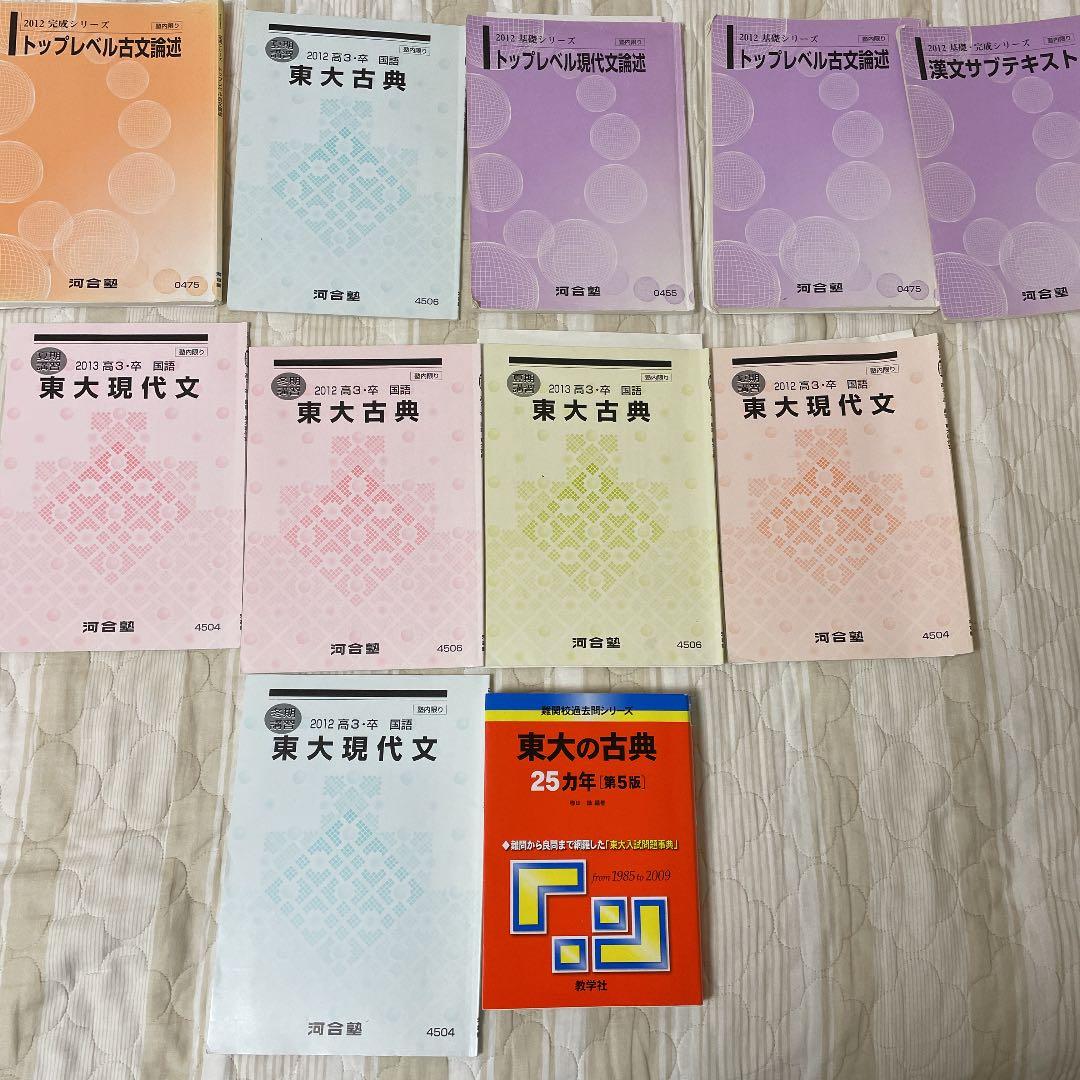 2012 完成シリーズ
塾内限り
トップレベル古文論述
河合塾
0475
夏期
講習
2012 高3・卒 国語
塾内限り
東大古典
河合塾
4506
2012 基礎シリーズ
塾内限り
トップレベル現代文論述
河合塾
0455
2012 基礎シリーズ
塾内限り
トップレベル古文論述
河合塾
0475
2012 基礎・完成シリーズ
塾内限り
漢文サブテキスト
河合塾
夏期
講習
2013 高3・卒 国語
塾内限り
東大現代文
河合塾
4504
冬期
講習
2012 高3・卒 国語
塾内限り
東大古典
河合塾
4506
夏期
講習
2013 高3・卒 国語
塾内限り
東大古典
河合塾
4506
夏期
講習
2012 高3・卒 国語
塾内限り
東大現代文
河合塾
4504
冬期
講習
2012 高3・卒 国語
塾内限り
東大現代文
河合塾
4504
難関校過去問シリーズ
東大の古典
25カ年[第5版]
◆難問から良問まで網羅した「東大入試問題事典」
from 1985 to 2009
教学社